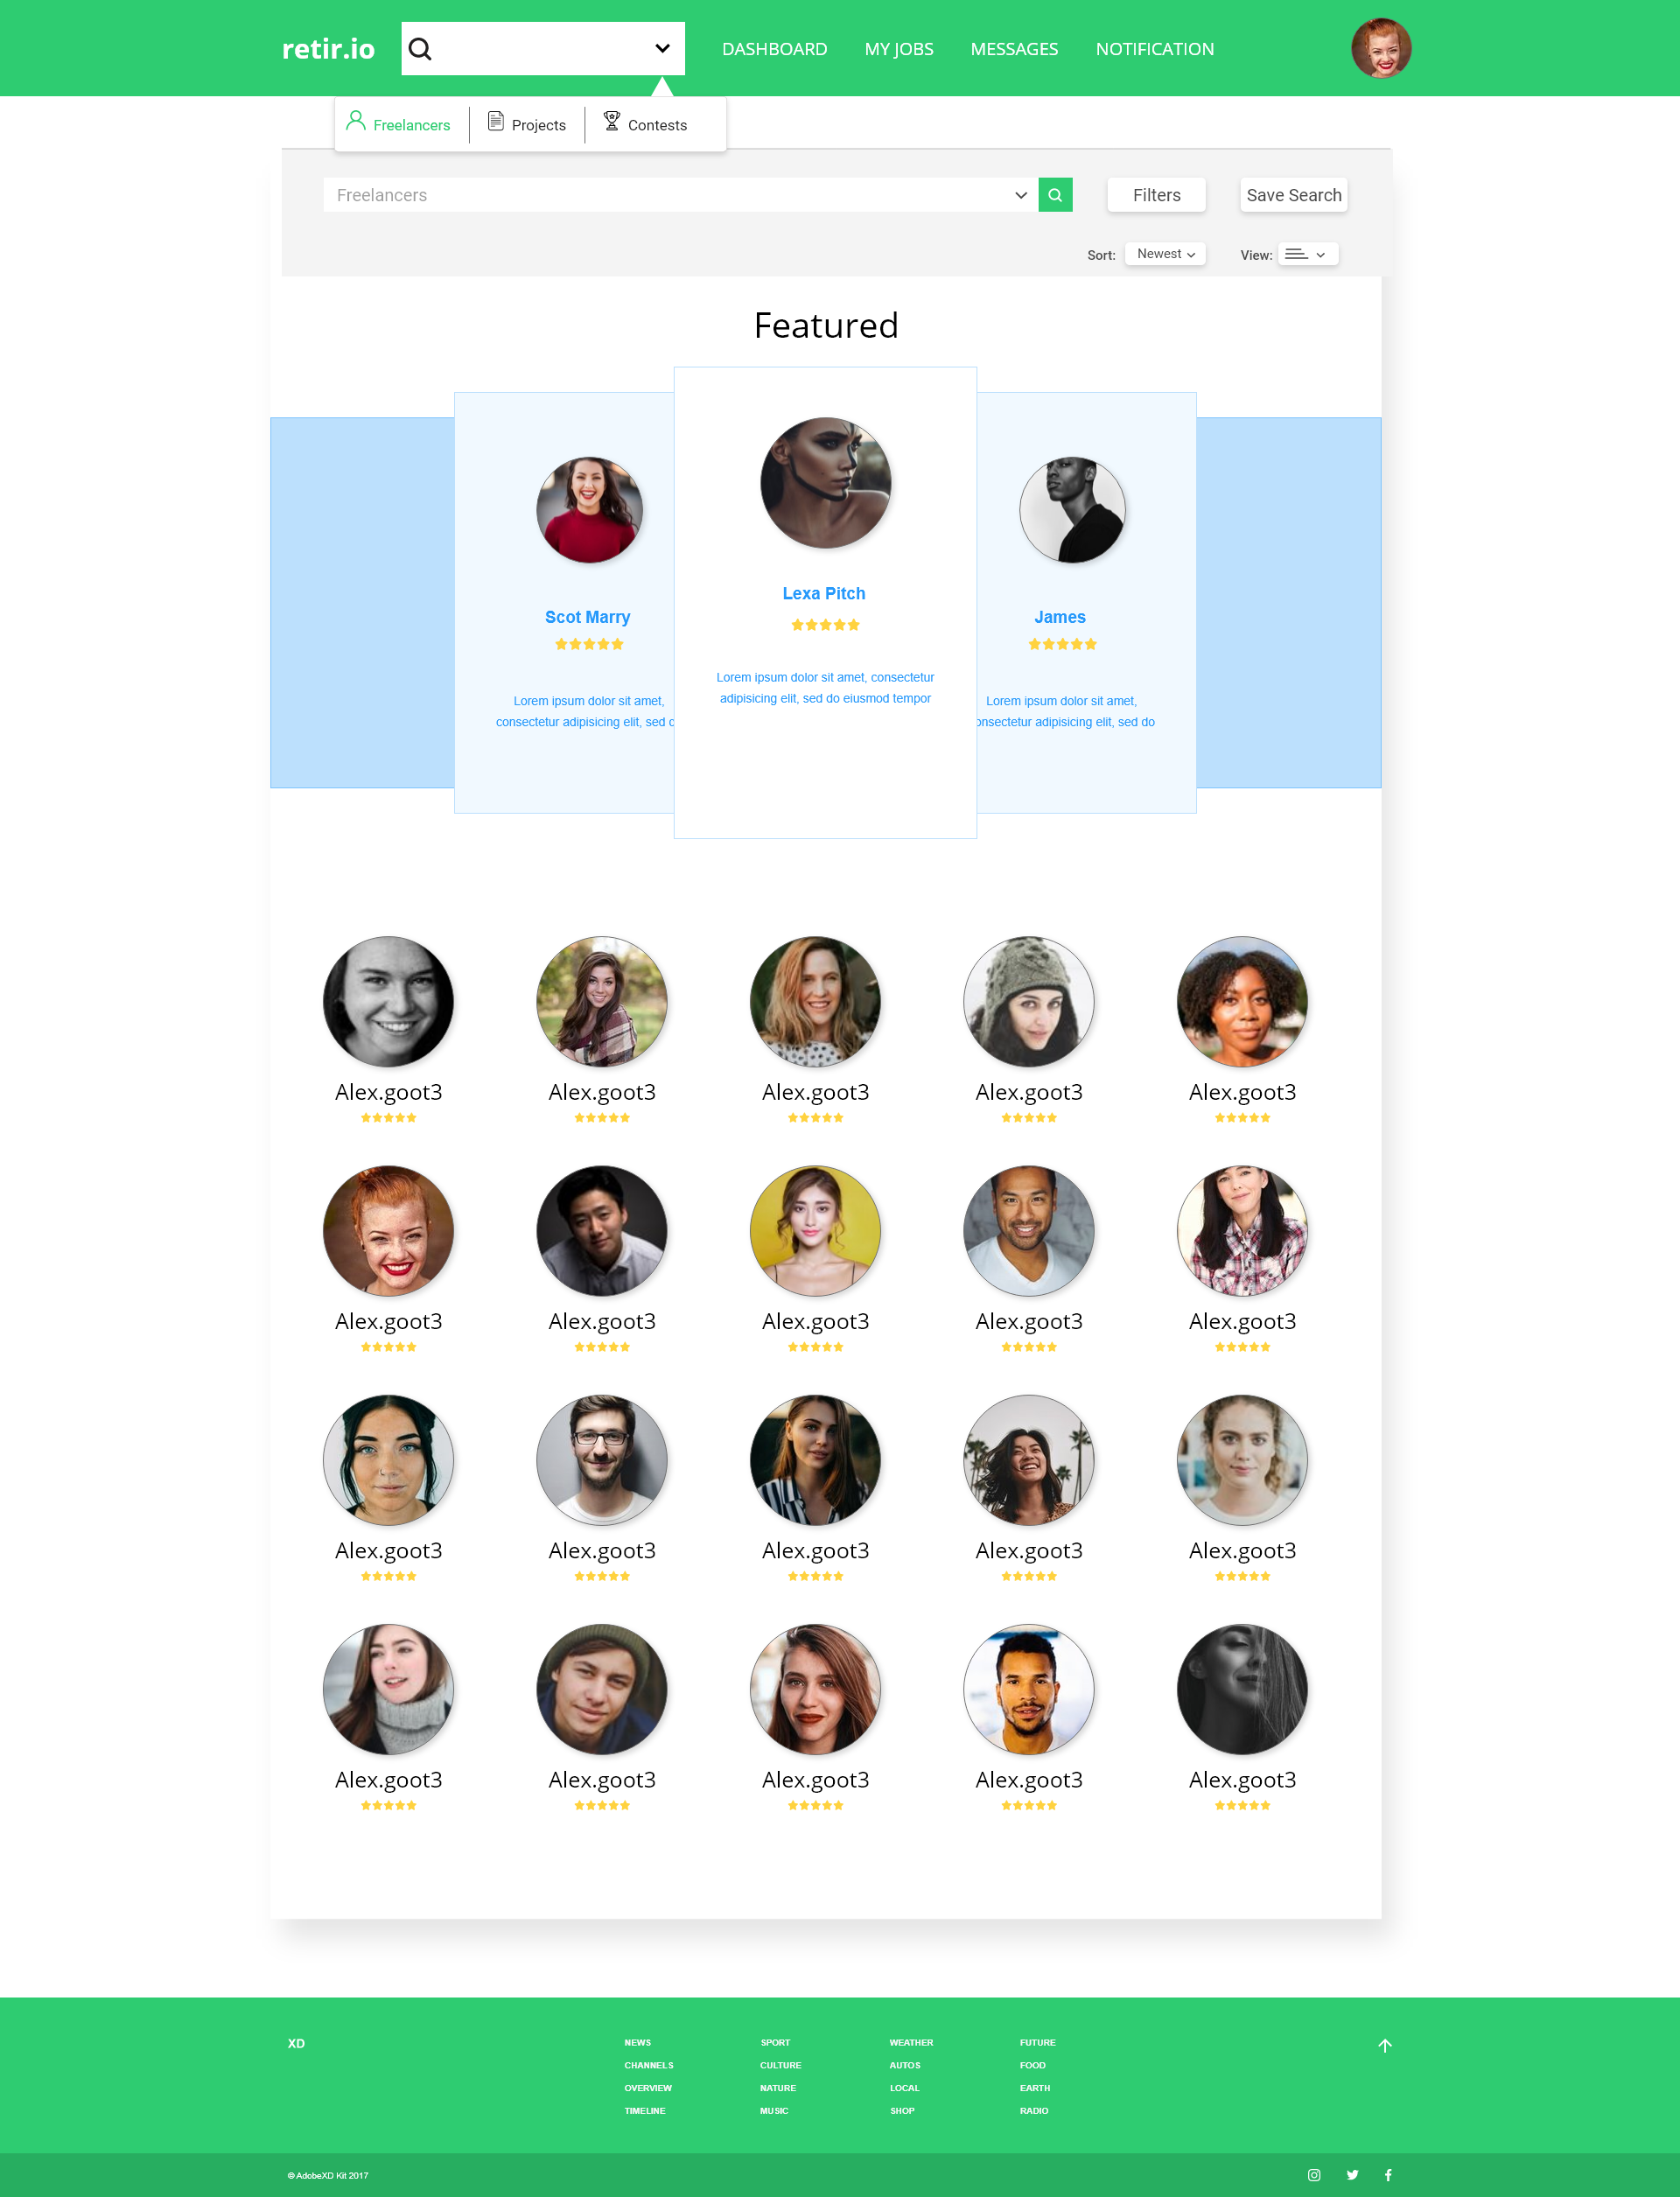 retir.io
DASHBOARD MY JOBS MESSAGES NOTIFICATION
Freelancers Projects Contests
Freelancers
Filters
Save Search
Sort: Newest View:
Featured
Scot Marry
Lorem ipsum dolor sit amet,
consectetur adipisicing elit, sed
Lexa Pitch
Lorem ipsum dolor sit amet, consectetur
adipisicing elit, sed do eiusmod tempor
James
Lorem ipsum dolor sit amet,
onsectetur adipisicing elit, sed do
Alex.goot3 Alex.goot3 Alex.goot3 Alex.goot3 Alex.goot3
Alex.goot3 Alex.goot3 Alex.goot3 Alex.goot3 Alex.goot3
Alex.goot3 Alex.goot3 Alex.goot3 Alex.goot3 Alex.goot3
Alex.goot3 Alex.goot3 Alex.goot3 Alex.goot3 Alex.goot3
XD
NEWS SPORT WEATHER FUTURE
CHANNELS CULTURE AUTOS FOOD
OVERVIEW NATURE LOCAL EARTH
TIMELINE MUSIC SHOP RADIO
© AdobeXD Kit 2017